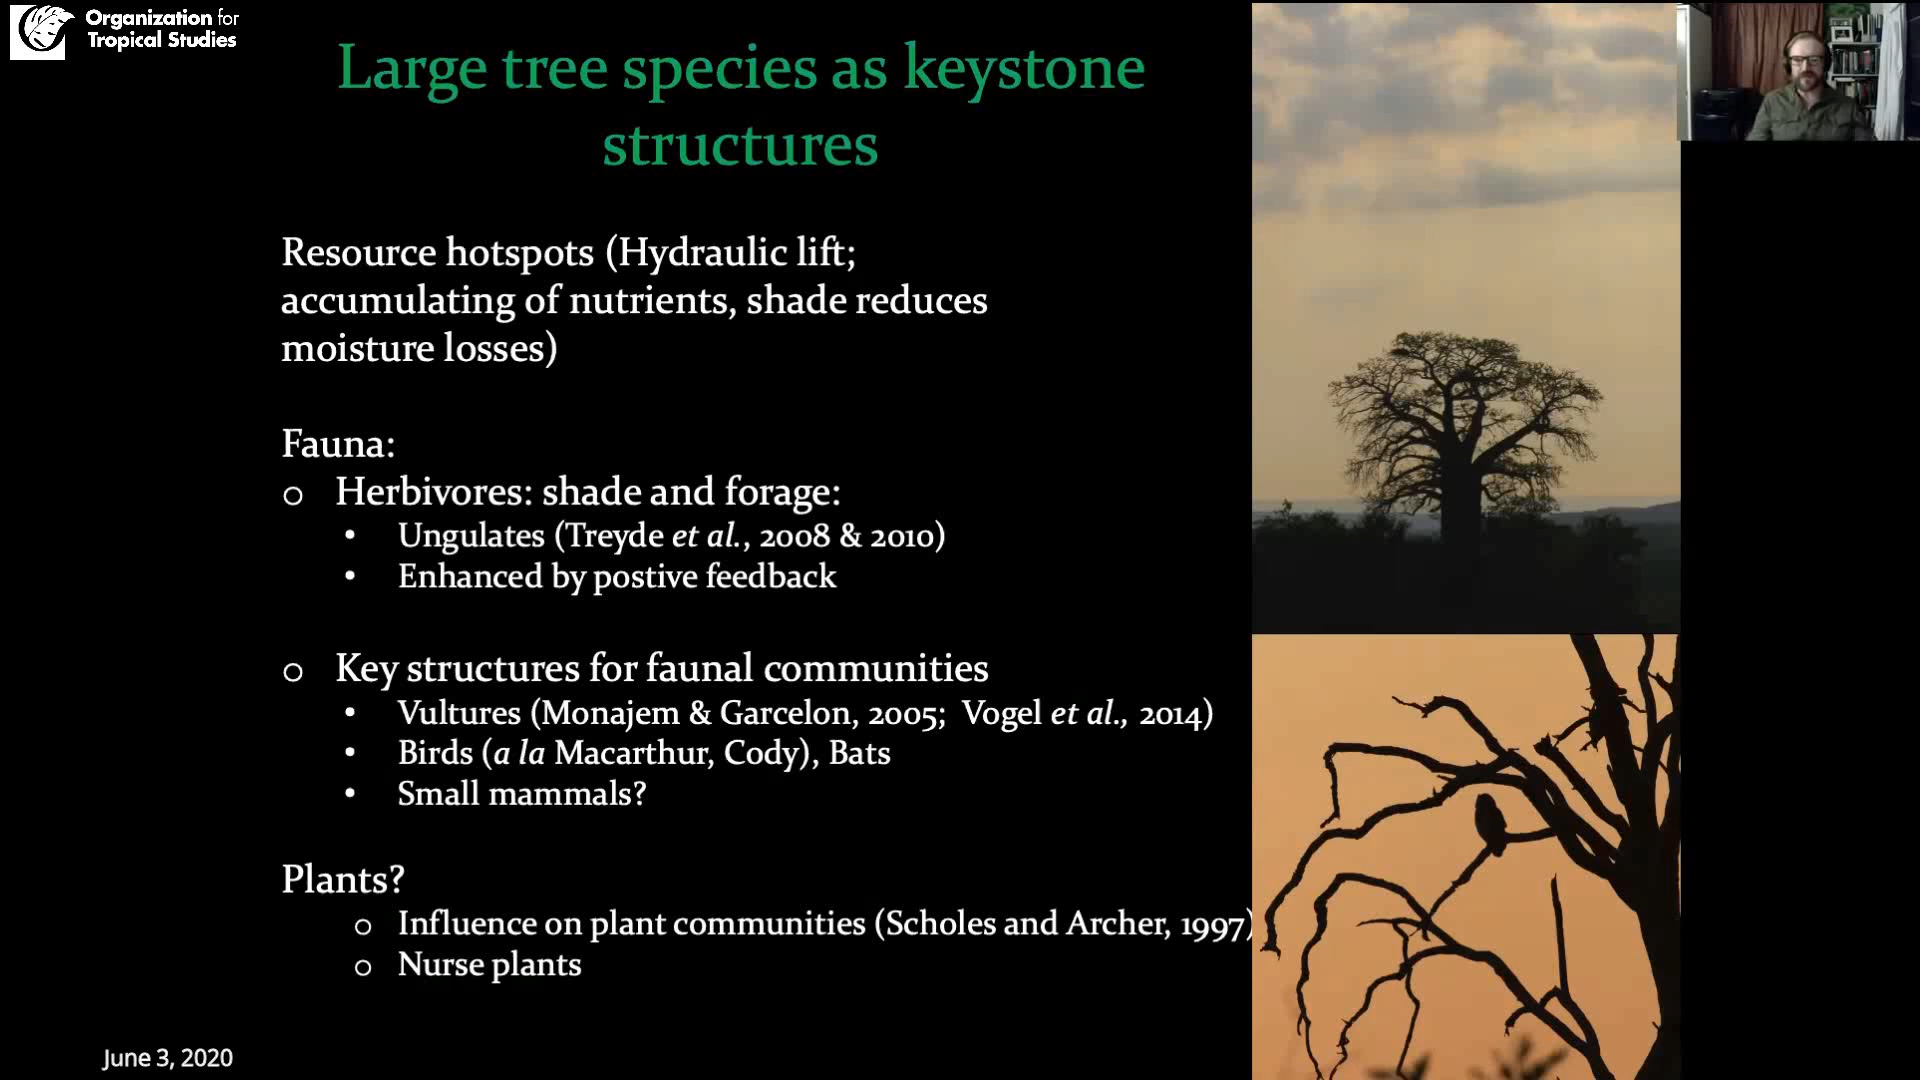 Organization for
Tropical Studies
Large tree species as keystone
structures
Resource hotspots (Hydraulic lift;
accumulating of nutrients, shade reduces
moisture losses)
Fauna:
o Herbivores: shade and forage:
• Ungulates (Treyde et al., 2008 & 2010)
• Enhanced by postive feedback
o Key structures for faunal communities
• Vultures (Monajem & Garcelon, 2005; Vogel et al., 2014)
• Birds (a la Macarthur, Cody), Bats
• Small mammals?
Plants?
o Influence on plant communities (Scholes and Archer, 1997)
o Nurse plants
June 3, 2020